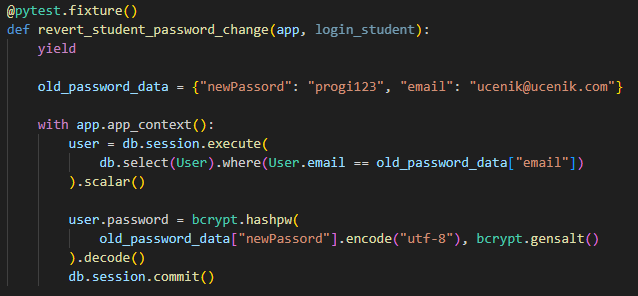 @pytest.fixture()
def revert_student_password_change(app, login_student):
    yield

    old_password_data = {"newPassord": "progi123", "email": "ucenik@ucenik.com"}

    with app.app_context():
        user = db.session.execute(
            db.select(User).where(User.email == old_password_data["email"])
        ).scalar()

        user.password = bcrypt.hashpw(
            old_password_data["newPassord"].encode("utf-8"), bcrypt.gensalt()
        ).decode()
        db.session.commit()